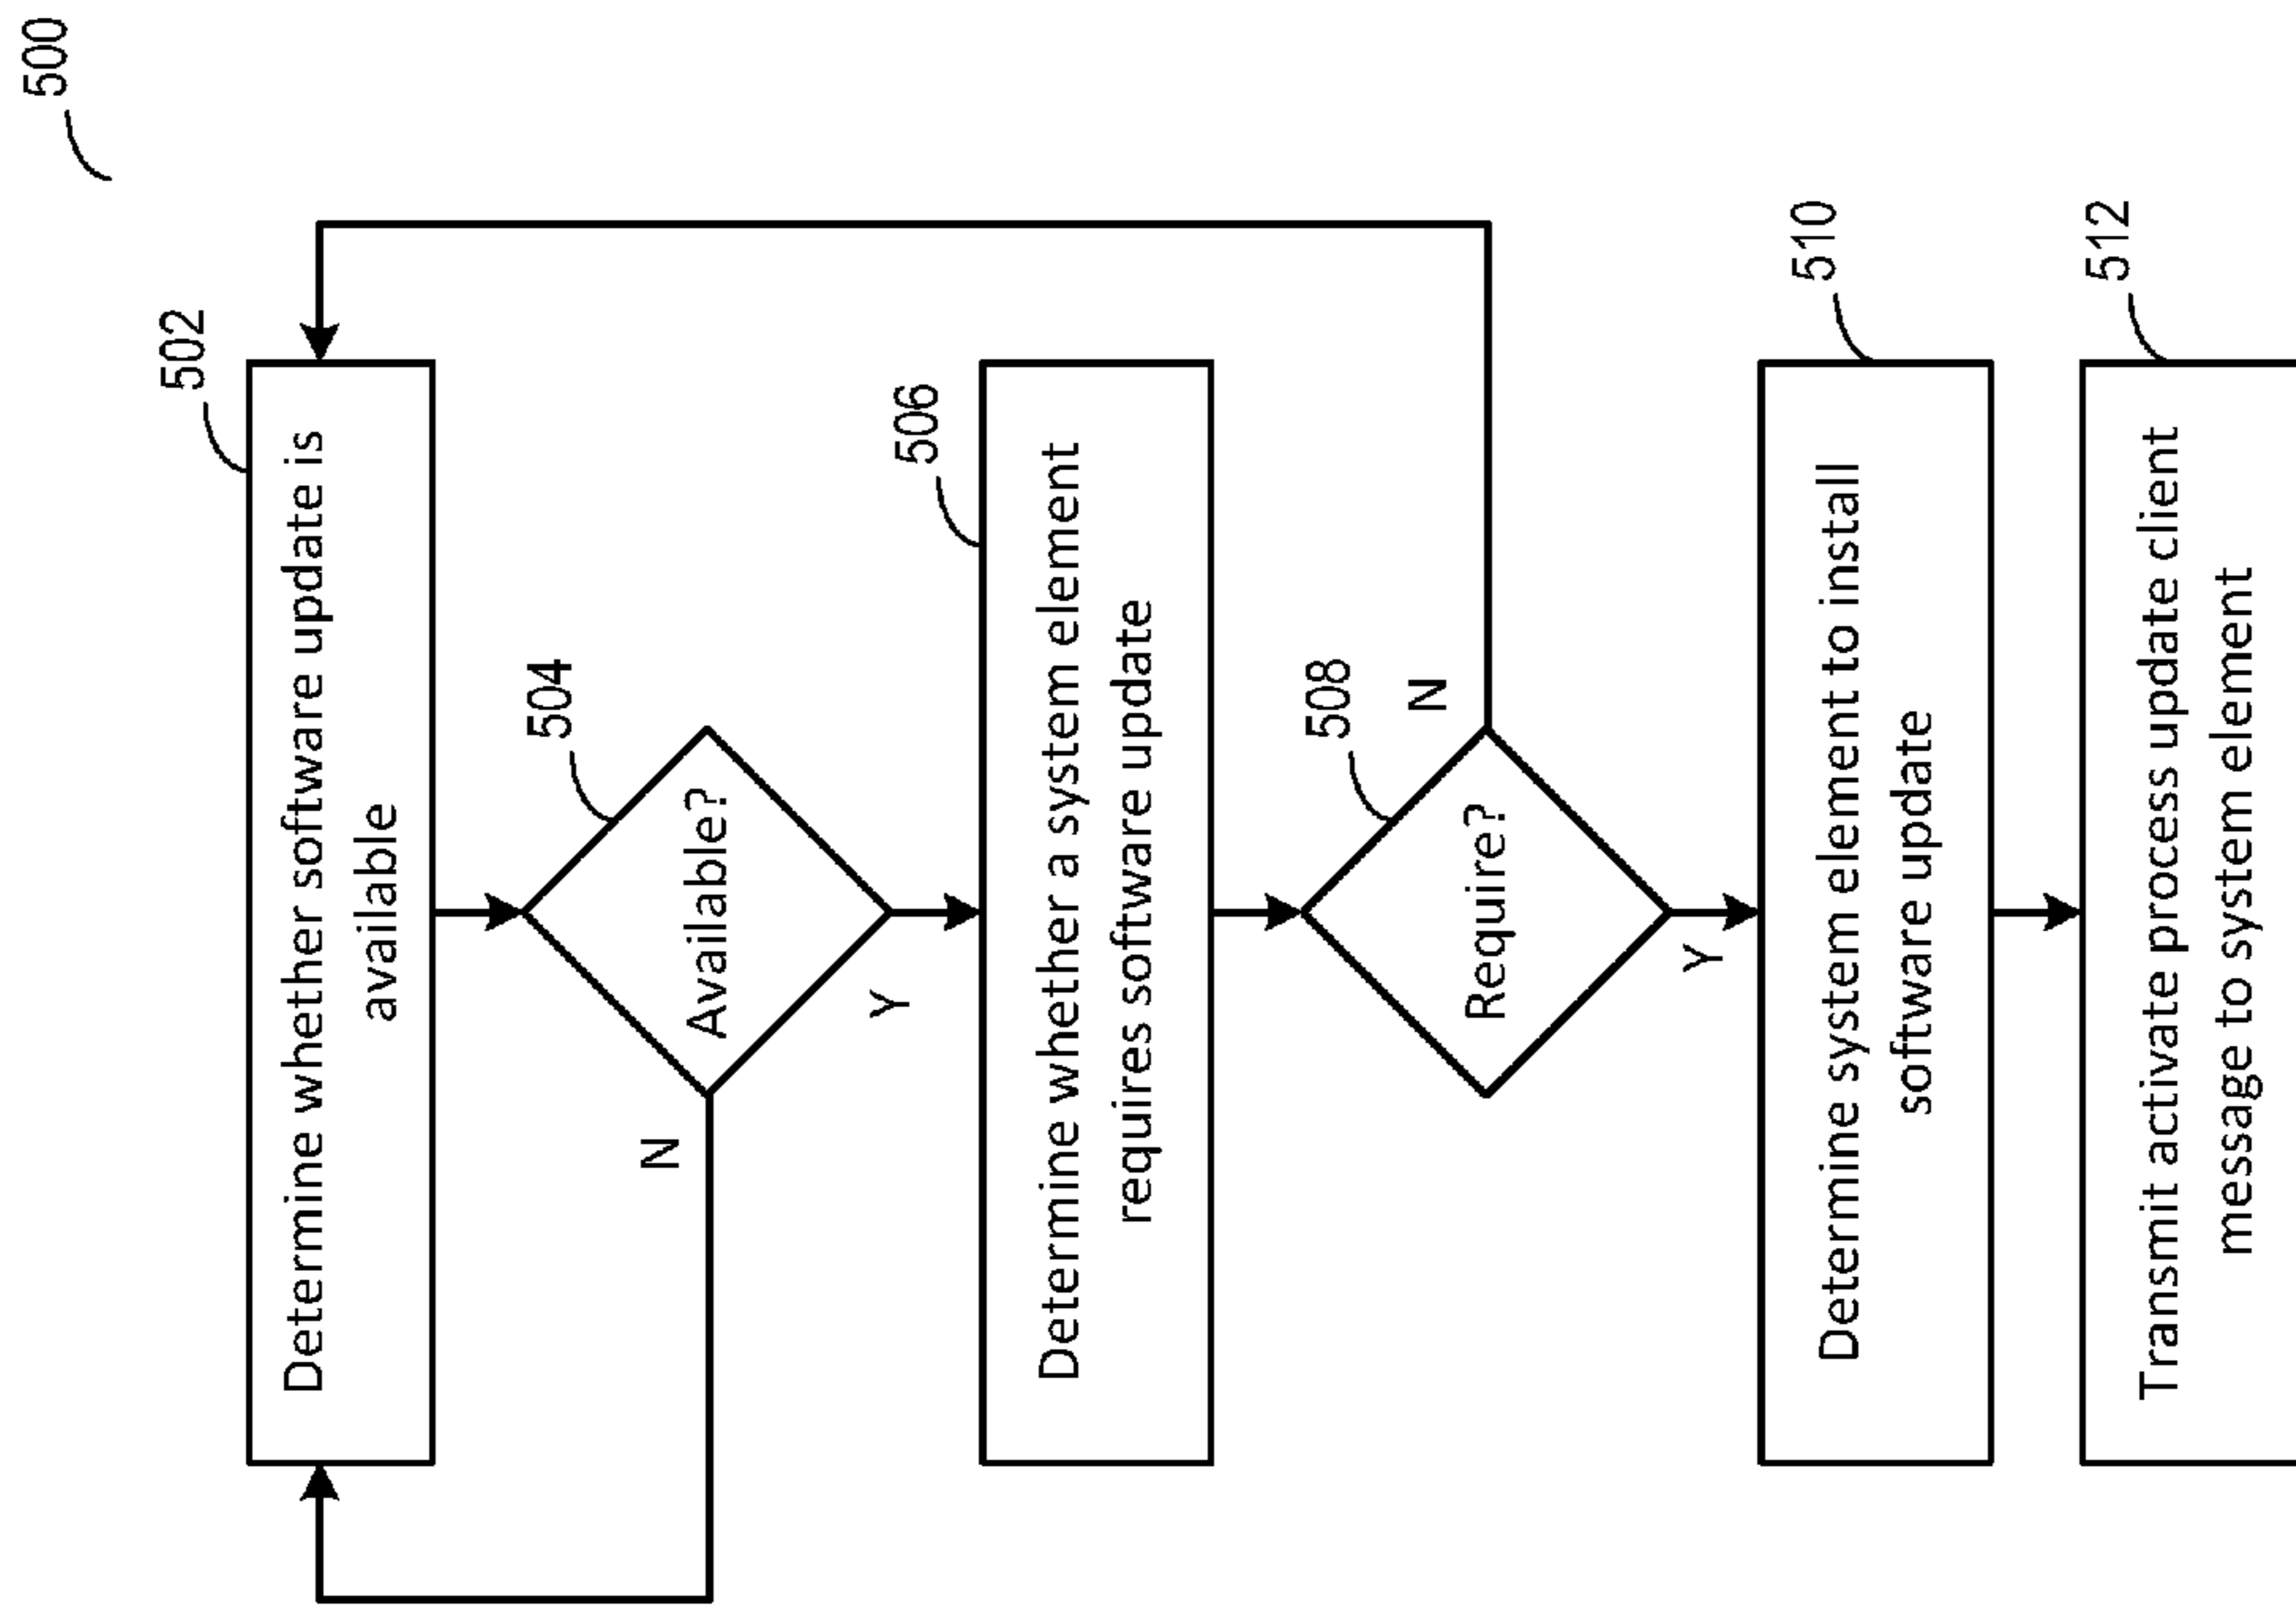 500
502
Determine whether software update is
available
504
Available?
N
Y
506
Determine whether a system element
requires software update
508
Require?
N
Y
510
Determine system element to install
software update
512
Transmit activate process update client
message to system element